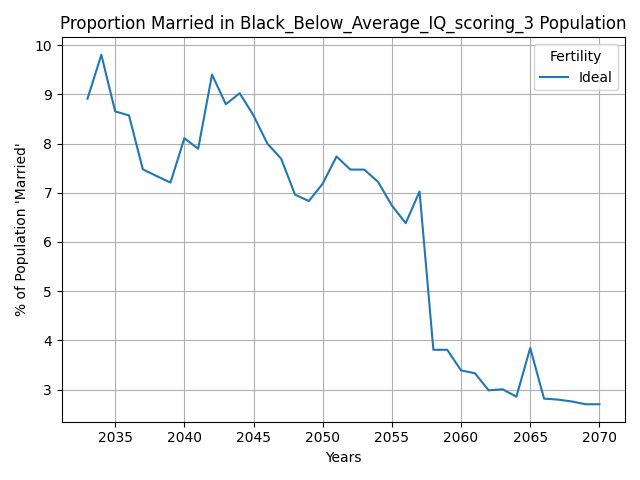 Proportion Married in Black_Below_Average_IQ_scoring_3 Population
% of Population 'Married'
10
9
8
7
6
5
4
3
Fertility
Ideal
2035 2040 2045 2050 2055 2060 2065 2070
Years